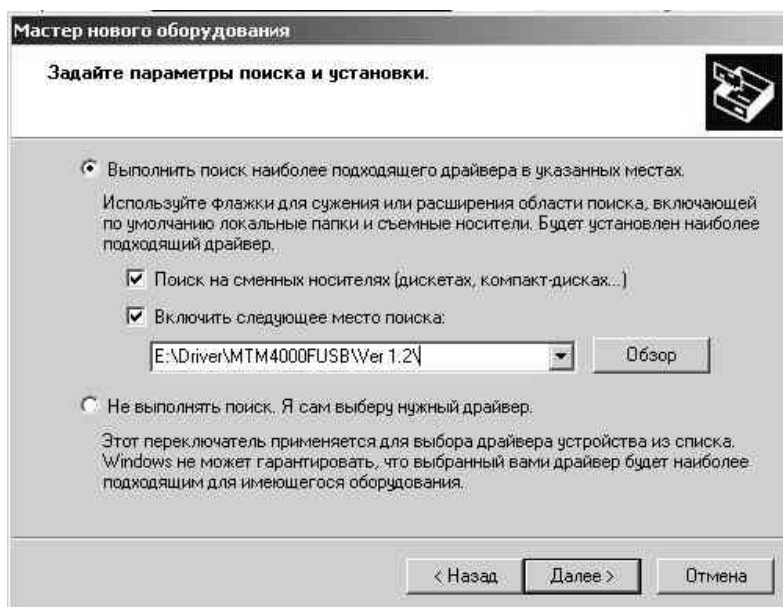 Мастер нового оборудования
Задайте параметры поиска и установки.
Выполнить поиск наиболее подходящего драйвера в указанных местах.
Используйте флажки для сужения или расширения области поиска, включающей
по умолчанию локальные папки и съемные носители. Будет установлен наиболее
подходящий драйвер.
Поиск на сменных носителях (дискетах, компакт-дисках...)
Включить следующее место поиска:
E:\Driver\MTM4000FUSB\Ver 1.2\
Обзор
Не выполнять поиск. Я сам выберу нужный драйвер.
Этот переключатель применяется для выбора драйвера устройства из списка.
Windows не может гарантировать, что выбранный вами драйвер будет наиболее
подходящим для имеющегося оборудования.
< Назад
Далее >
Отмена